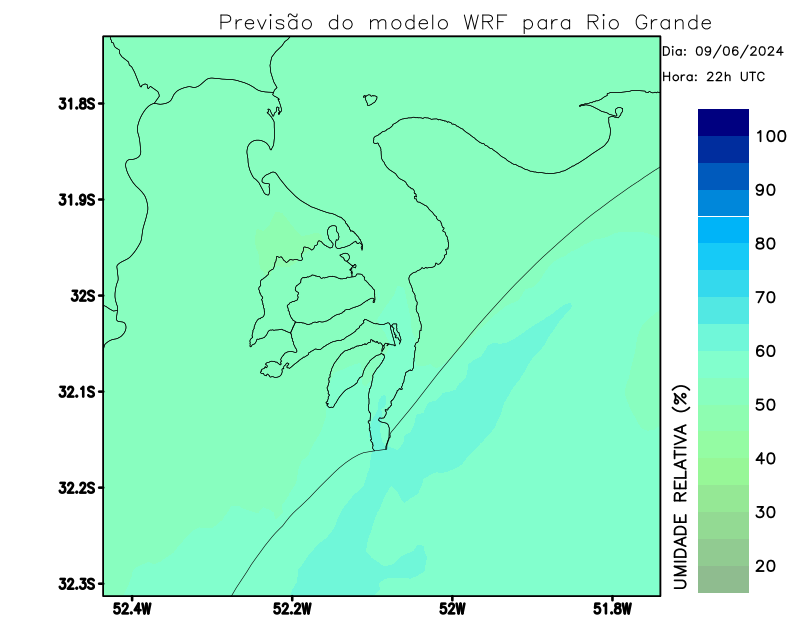 Previsão do modelo WRF para Rio Grande
Dia: 09/06/2024
Hora: 22h UTC
31.8S
31.9S
32S
32.1S
32.2S
32.3S
52.4W
52.2W
52W
51.8W
100
90
80
70
60
50
40
30
20
UMIDADE RELATIVA (%)